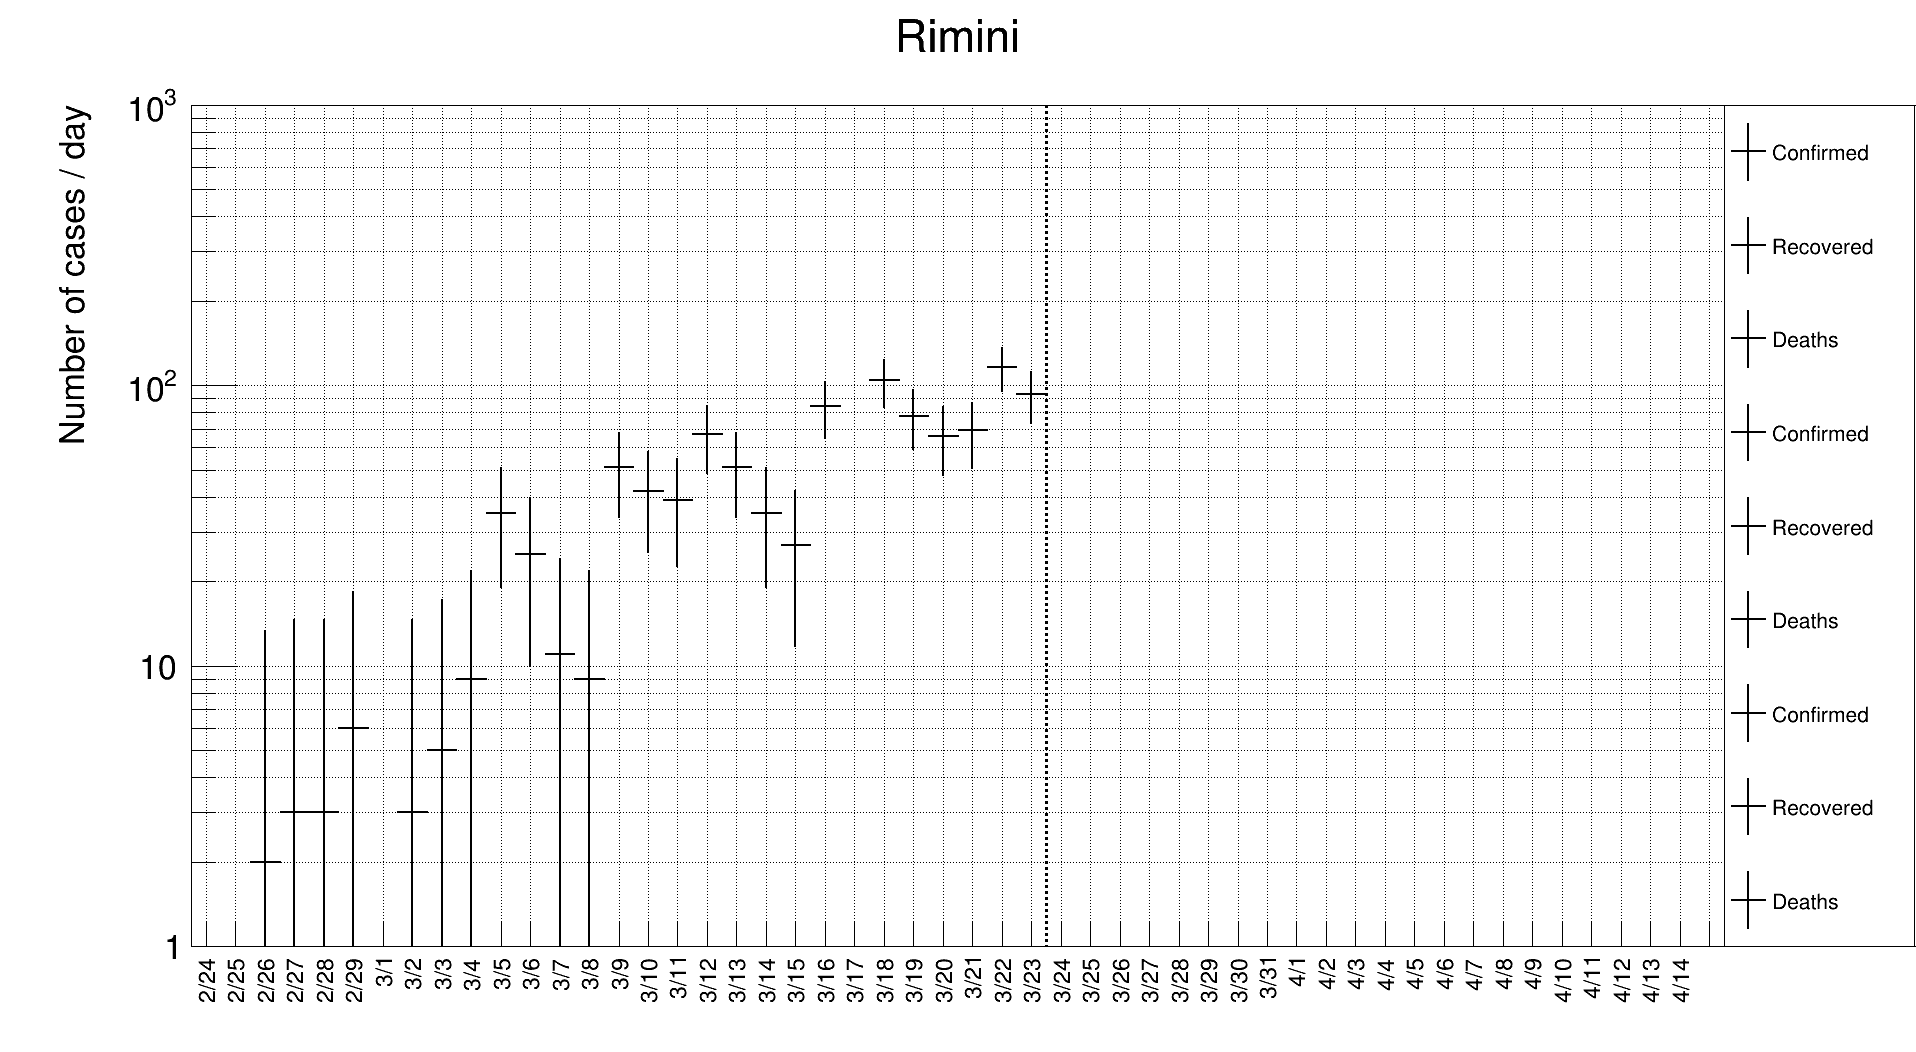 Rimini
Number of cases / day
10³
10²
10
1
2/24 2/25 2/26 2/27 2/28 2/29 3/1 3/2 3/3 3/4 3/5 3/6 3/7 3/8 3/9 3/10 3/11 3/12 3/13 3/14 3/15 3/16 3/17 3/18 3/19 3/20 3/21 3/22 3/23 3/24 3/25 3/26 3/27 3/28 3/29 3/30 3/31 4/1 4/2 4/3 4/4 4/5 4/6 4/7 4/8 4/9 4/10 4/11 4/12 4/13 4/14
Confirmed
Recovered
Deaths
Confirmed
Recovered
Deaths
Confirmed
Recovered
Deaths